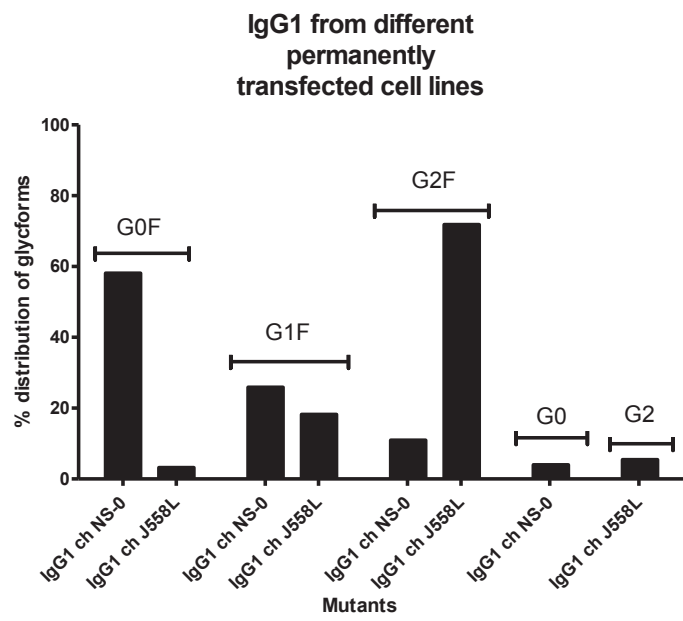 IgG1 from different
permanently
transfected cell lines
% distribution of glycforms
100
80
60
40
20
0
G0F
G1F
G2F
G0
G2
IgG1 ch NS-0
IgG1 ch J558L
IgG1 ch NS-0
IgG1 ch J558L
IgG1 ch NS-0
IgG1 ch J558L
IgG1 ch NS-0
IgG1 ch J558L
Mutants